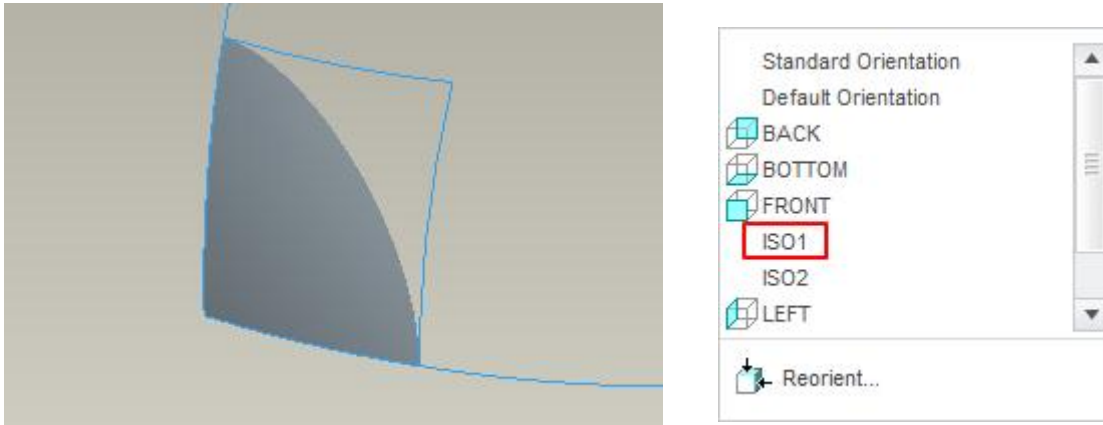 Standard Orientation
Default Orientation
BACK
BOTTOM
FRONT
ISO1
ISO2
LEFT
Reorient...